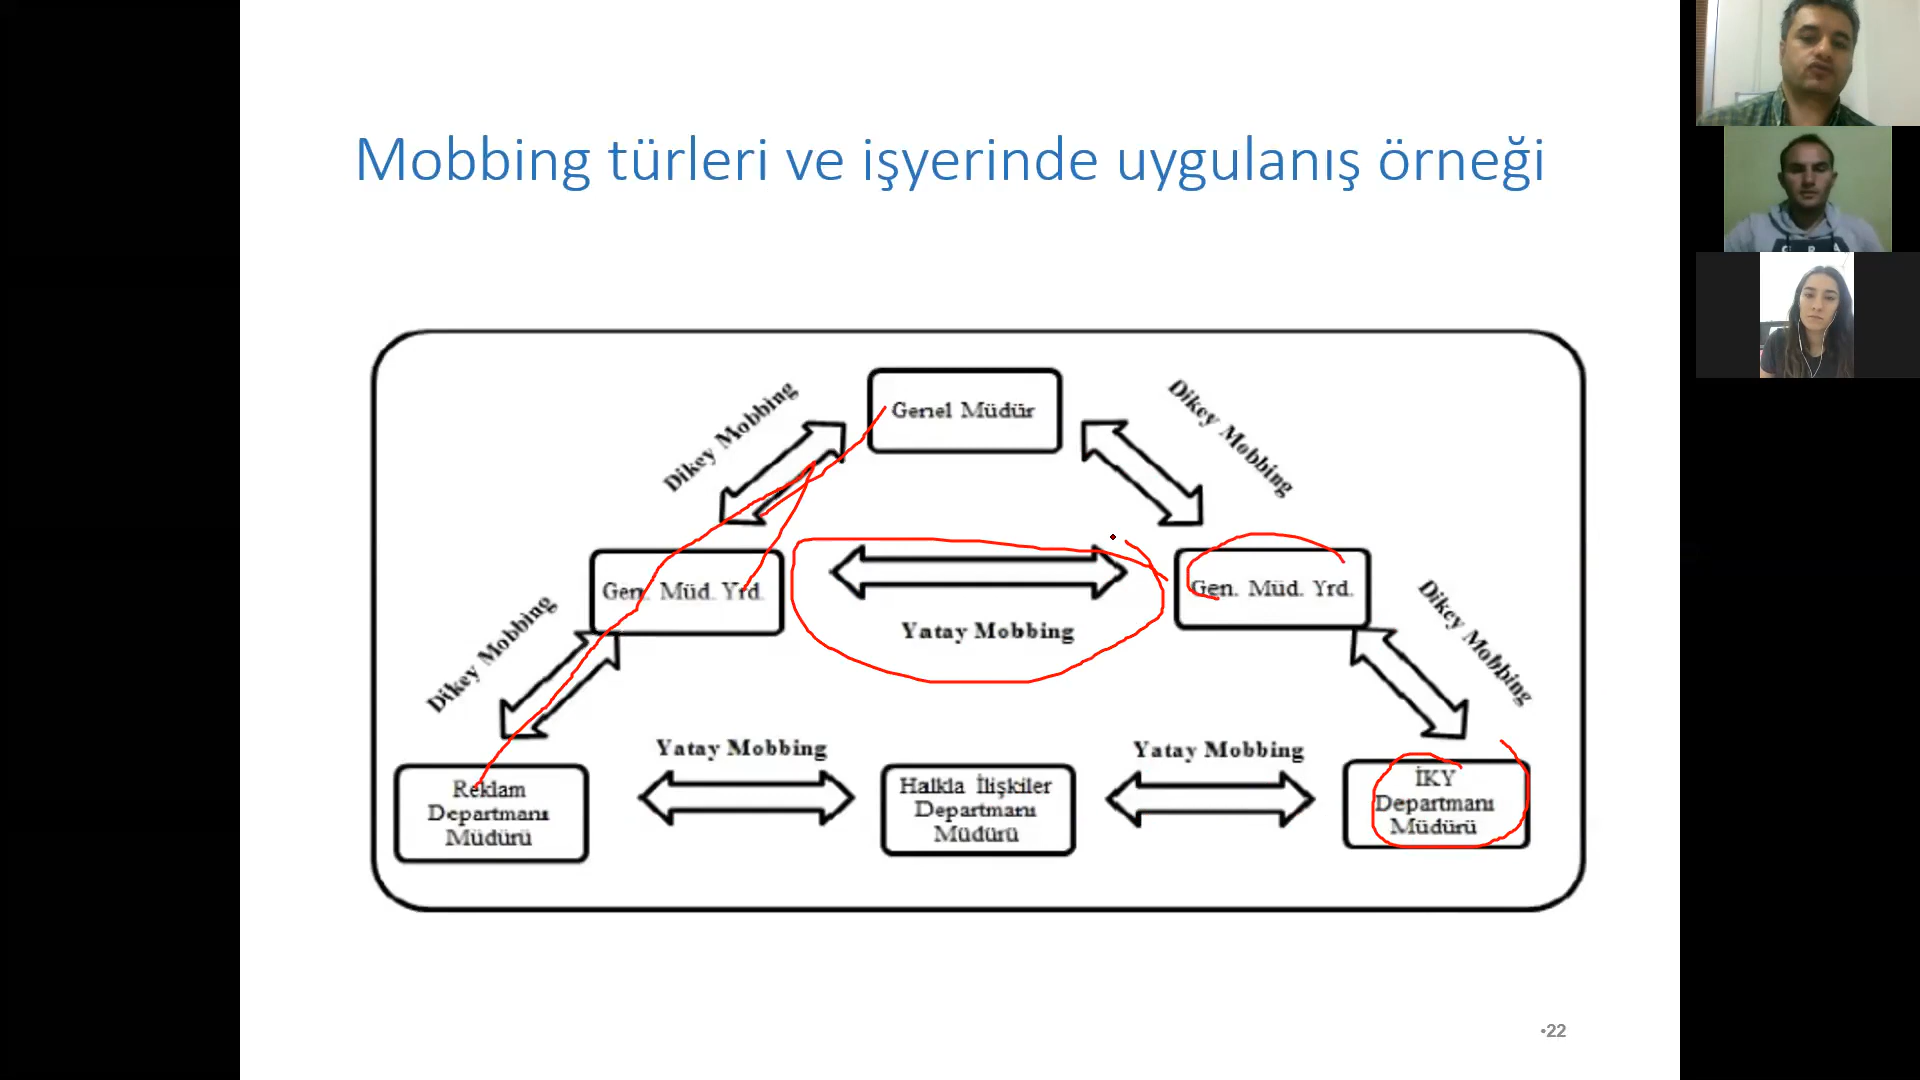 Mobbing türleri ve işyerinde uygulanış örneği
Dikey Mobbing
Genel Müdür
Dikey Mobbing
Gen. Müd. Yrd.
Gen. Müd. Yrd.
Yatay Mobbing
Dikey Mobbing
Dikey Mobbing
Yatay Mobbing
Yatay Mobbing
Reklam
Departmanı
Müdürü
Halkla İlişkiler
Departmanı
Müdürü
İKY
Departmanı
Müdürü
•22